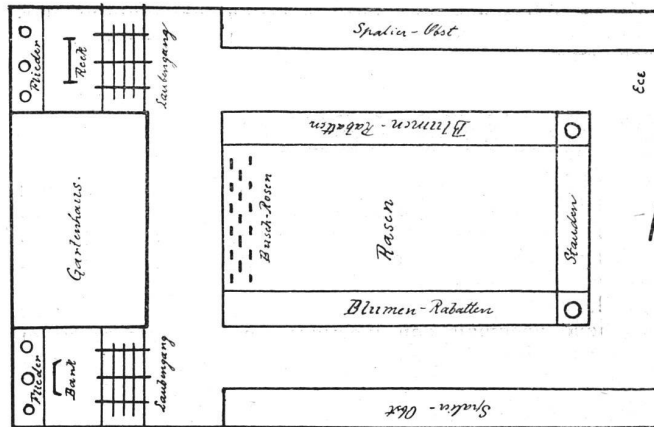 Spalier-Obst
Flieder
Reck
Laubengang
Blumen-Rabatten
Gartenhaus.
Busch-Rosen
Rasen
Stauden
Blumen-Rabatten
Flieder
Bank
Laubengang
Spalier-Obst